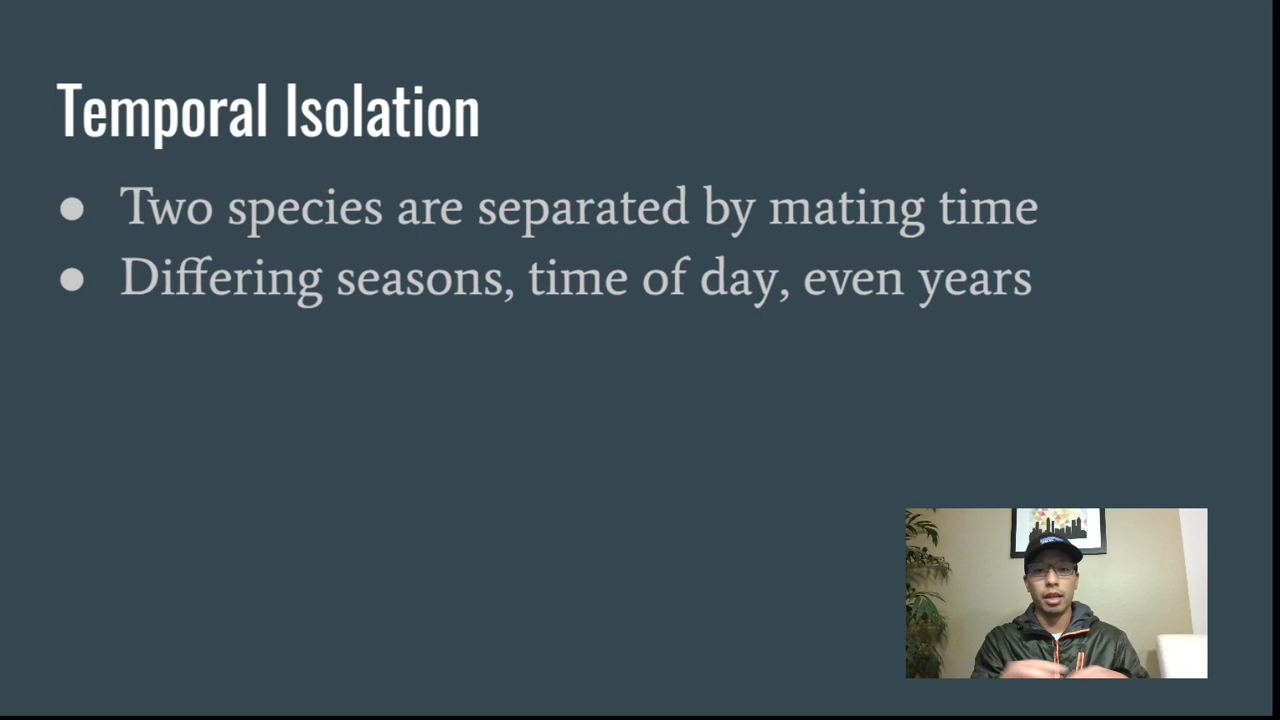 Temporal Isolation
● Two species are separated by mating time
● Differing seasons, time of day, even years